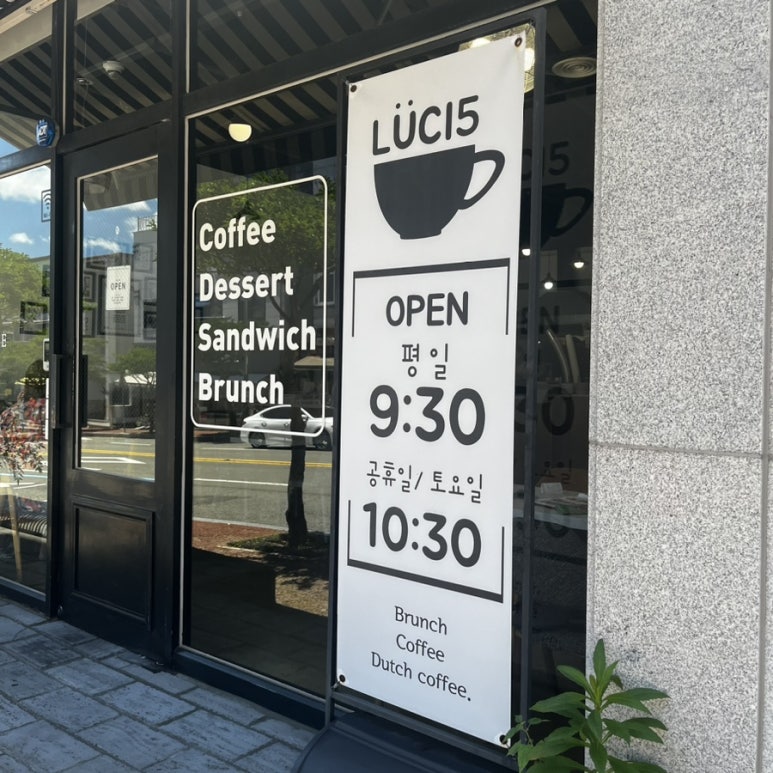 OPEN
Coffee
Dessert
Sandwich
Brunch
LÜCI5
OPEN
평일
9:30
공휴일/토요일
10:30
Brunch
Coffee
Dutch coffee.